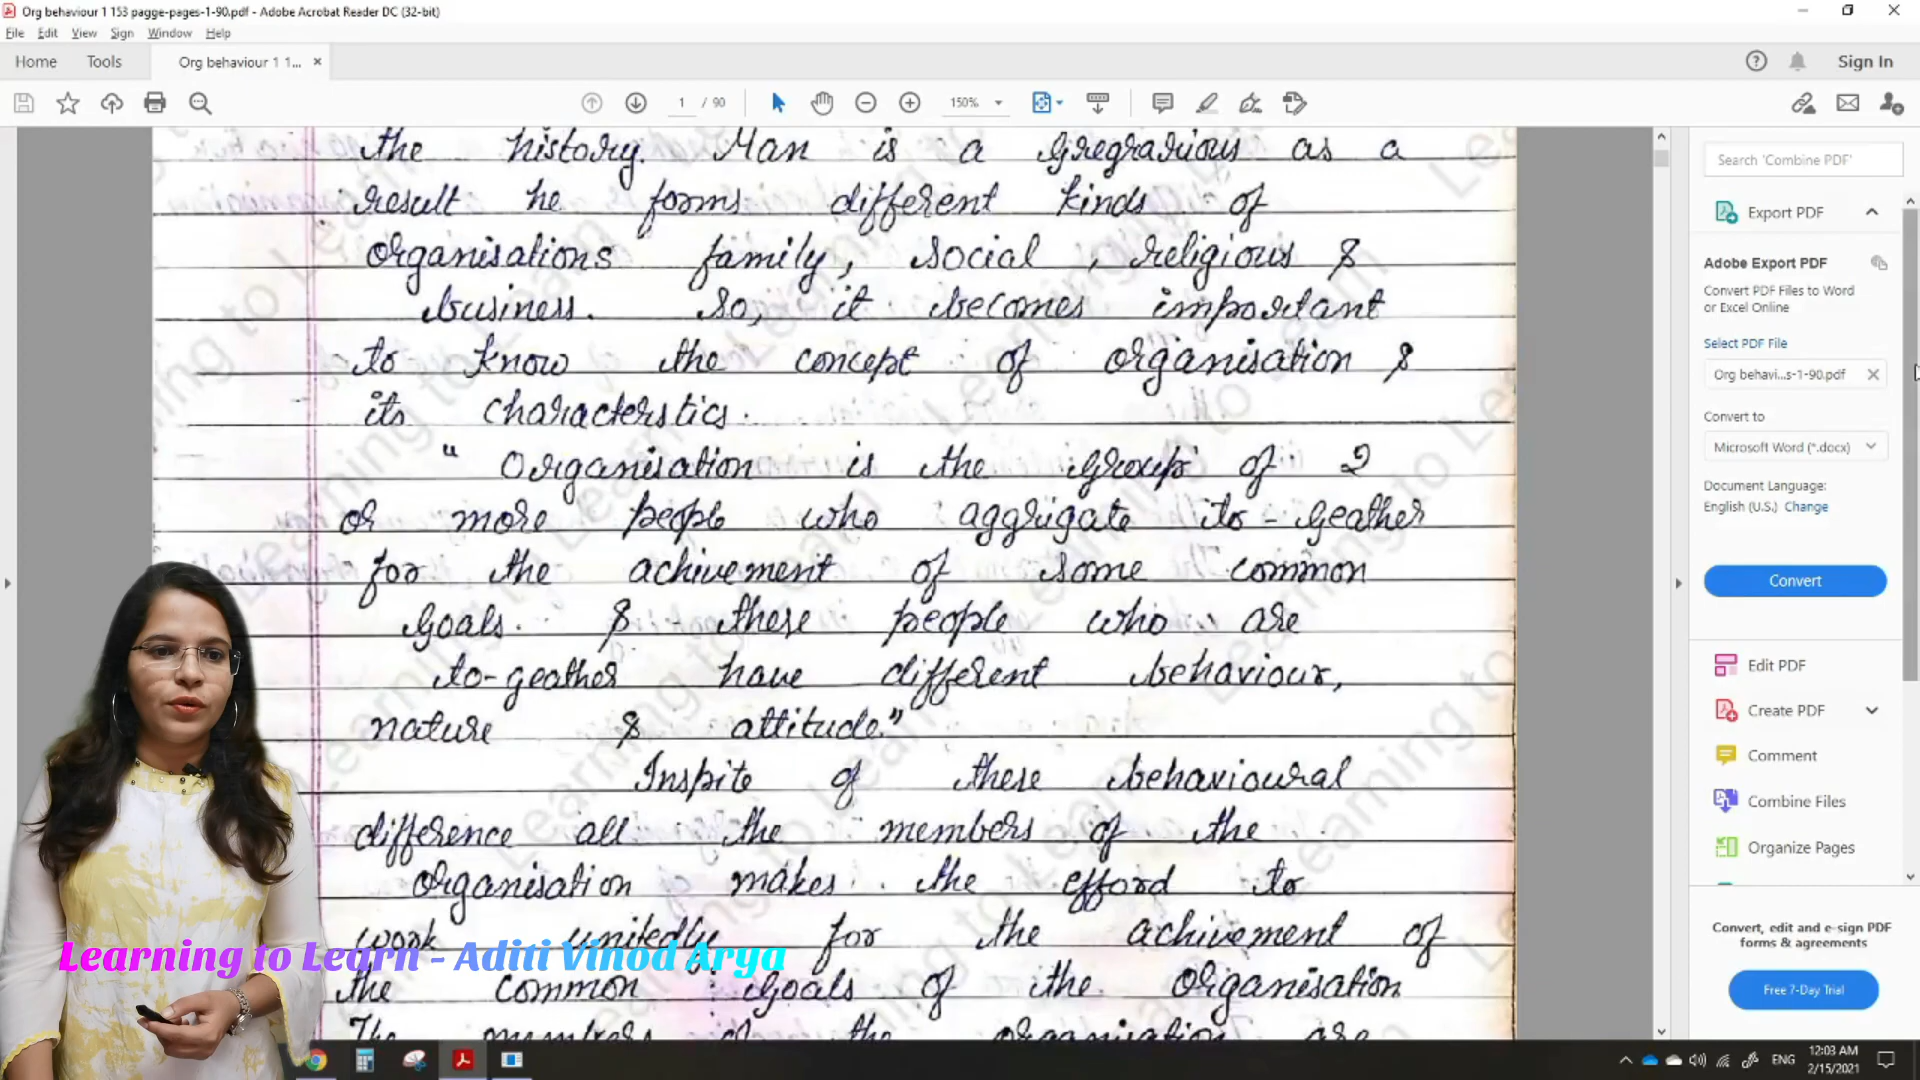 Org behaviour 1 153 pagge-pages-1-90.pdf - Adobe Acrobat Reader DC (32-bit)
File Edit View Sign Window Help
Home Tools Org behaviour 1 1... Sign In
1 / 90 150%
the history. Man is a gregrarious as a
result he forms different kinds of
organisations family, social, religious &
business. So, it becomes important
to know the concept of organisation &
its characterstics.
" Organisation is the group of 2
or more people who aggrigate to-geather
for the achivement of some common
goals. & these people who are
to-geather have different behaviour,
nature & attitude."
Inspite of these behavioural
difference all the members of the
organisation makes the efford to
work unitedly for the achivement of
the common goals of the organisation
The members of the organisation are
Learning to Learn - Aditi Vinod Arya
Search 'Combine PDF'
Export PDF
Adobe Export PDF
Convert PDF Files to Word
or Excel Online
Select PDF File
Org behavi...s-1-90.pdf
Convert to
Microsoft Word (*.docx)
Document Language:
English (U.S.) Change
Convert
Edit PDF
Create PDF
Comment
Combine Files
Organize Pages
Convert, edit and e-sign PDF
forms & agreements
Free 7-Day Trial
ENG
12:03 AM
2/15/2021